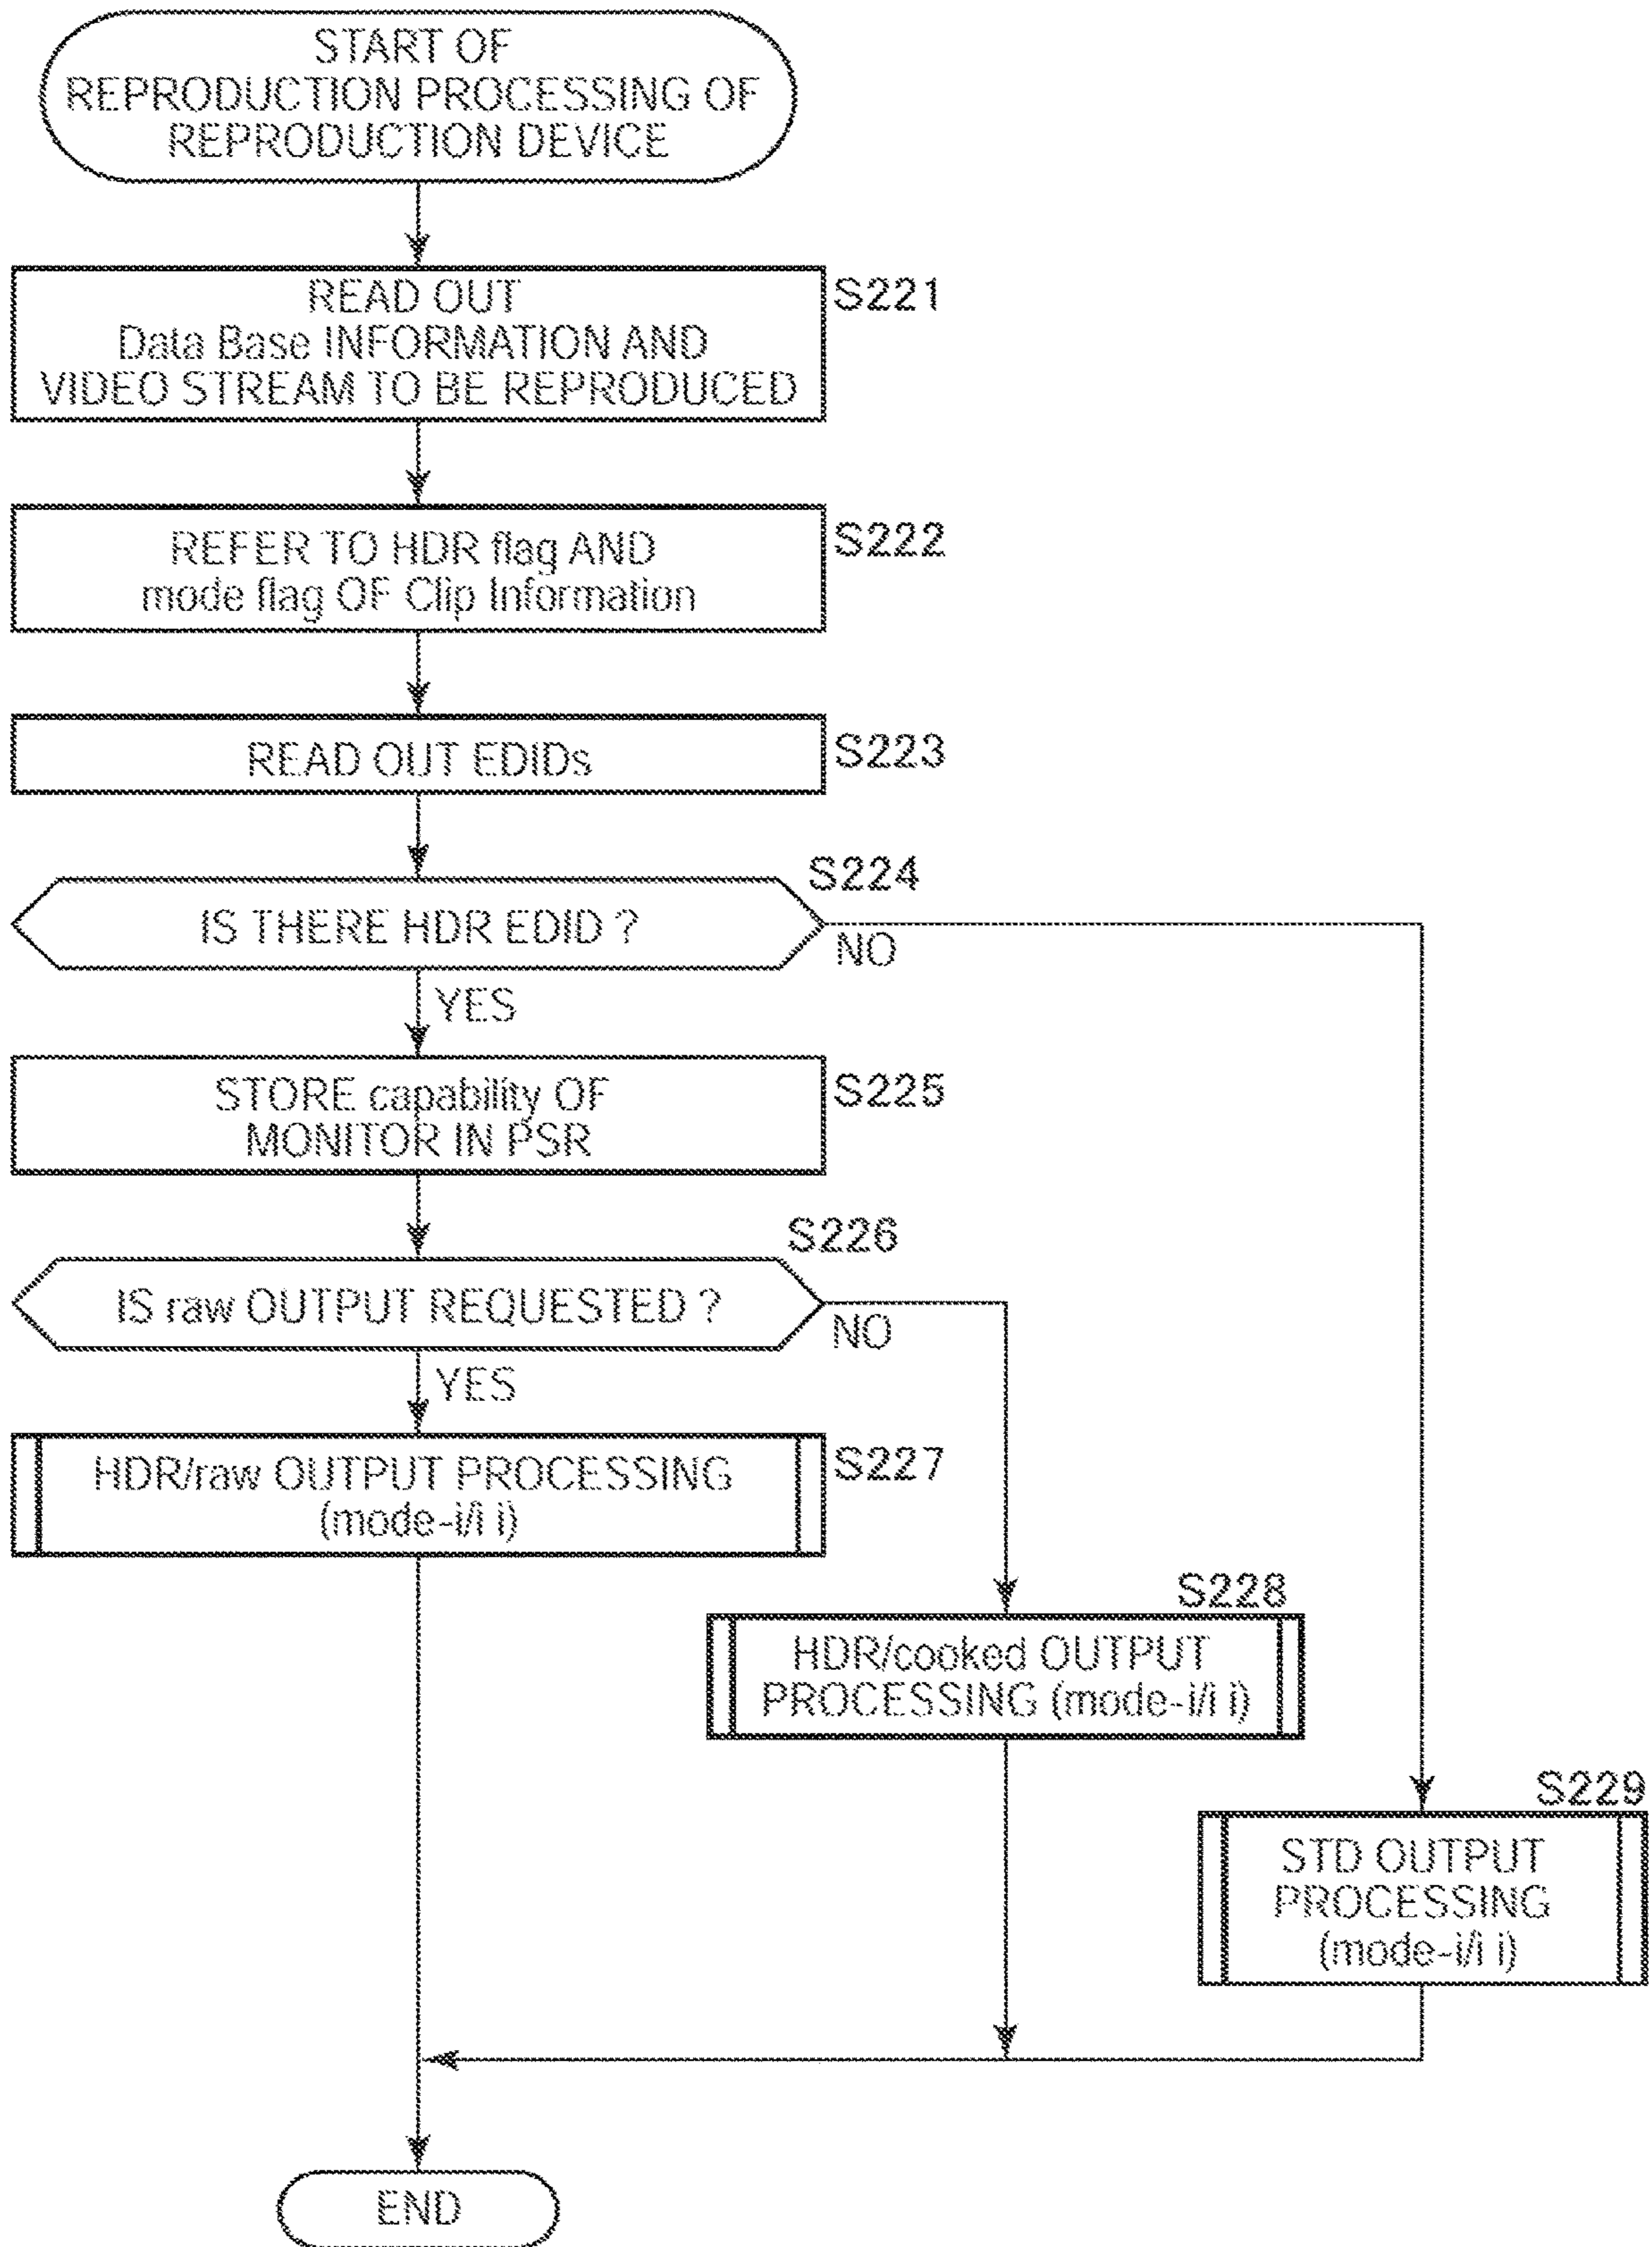 START OF
REPRODUCTION PROCESSING OF
REPRODUCTION DEVICE
READ OUT
Data Base INFORMATION AND
VIDEO STREAM TO BE REPRODUCED
S221
REFER TO HDR flag AND
mode flag OF Clip Information
S222
READ OUT EDIDs
S223
S224
IS THERE HDR EDID ?
NO
YES
STORE capability OF
MONITOR IN PSR
S225
S226
IS raw OUTPUT REQUESTED ?
NO
YES
HDR/raw OUTPUT PROCESSING
(mode-i/i i)
S227
S228
HDR/cooked OUTPUT
PROCESSING (mode-i/i i)
S229
STD OUTPUT
PROCESSING
(mode-i/i i)
END